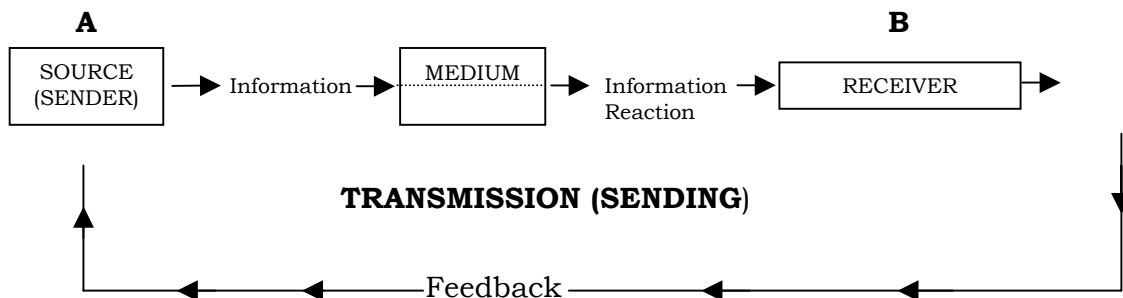 A
B
SOURCE
(SENDER)
Information
MEDIUM
Information
Reaction
RECEIVER
TRANSMISSION (SENDING)
Feedback